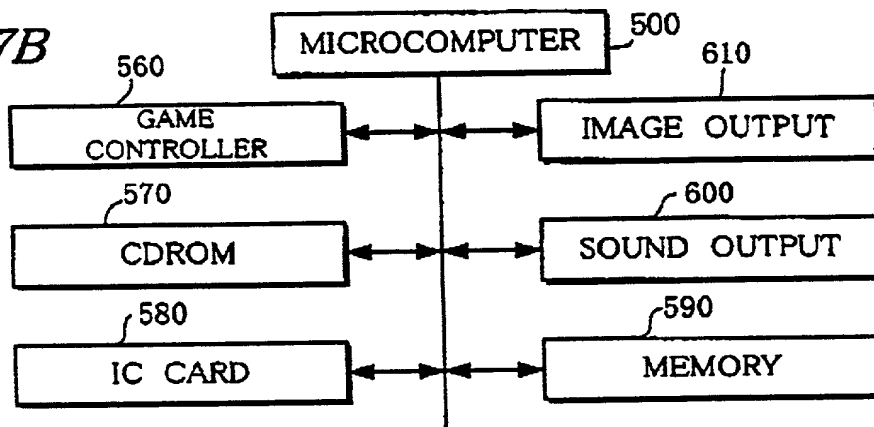 7B
MICROCOMPUTER 500
560 610
GAME CONTROLLER
IMAGE OUTPUT
570 600
CDROM
SOUND OUTPUT
580 590
IC CARD
MEMORY